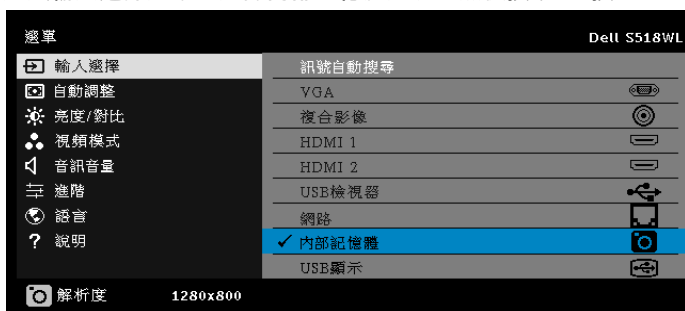 選單 Dell S518WL
輸入選擇 訊號自動搜尋
自動調整 VGA
亮度/對比 複合影像
視頻模式 HDMI 1
音訊音量 HDMI 2
進階 USB檢視器
語言 網路
? 說明 ✓ 內部記憶體
USB顯示
解析度 1280x800